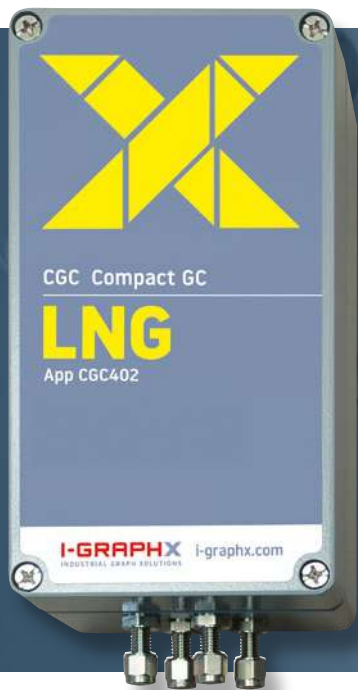 CGC Compact GC
LNG
App CGC402
I-GRAPHX i-graphx.com
INDUSTRIAL GRAPH SOLUTIONS